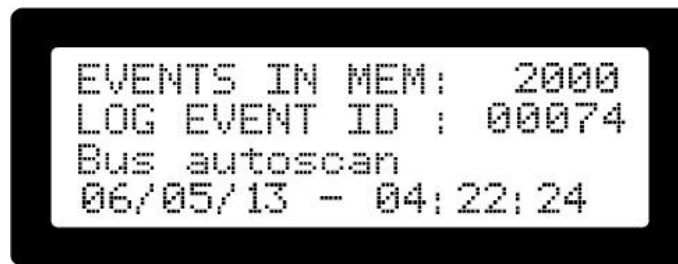 EVENTS IN MEM: 2000
LOG EVENT ID : 00074
Bus autoscan
06/05/13 - 04:22:24